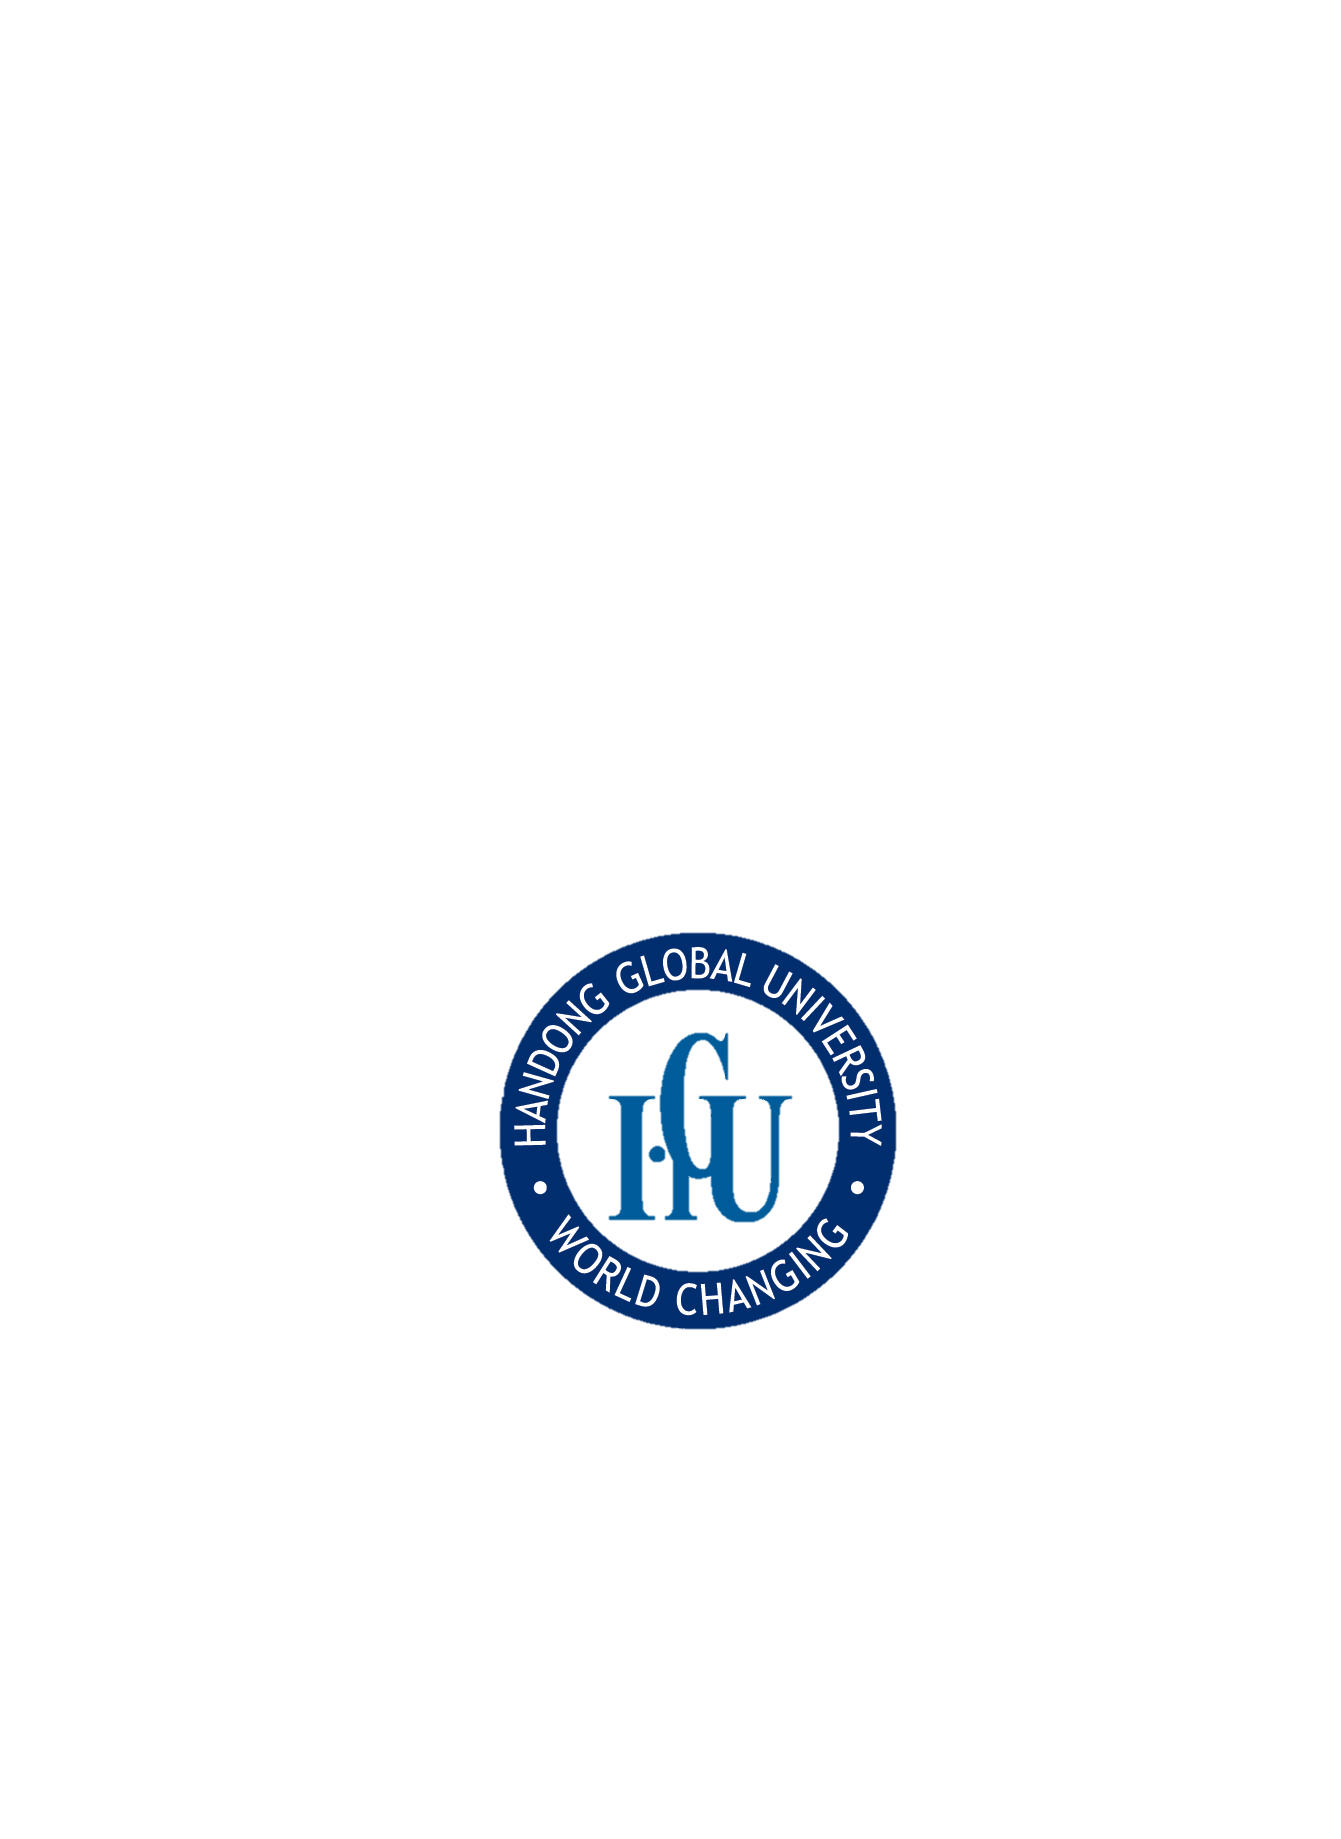 HANDONG GLOBAL UNIVERSITY
HGU
• WORLD CHANGING •